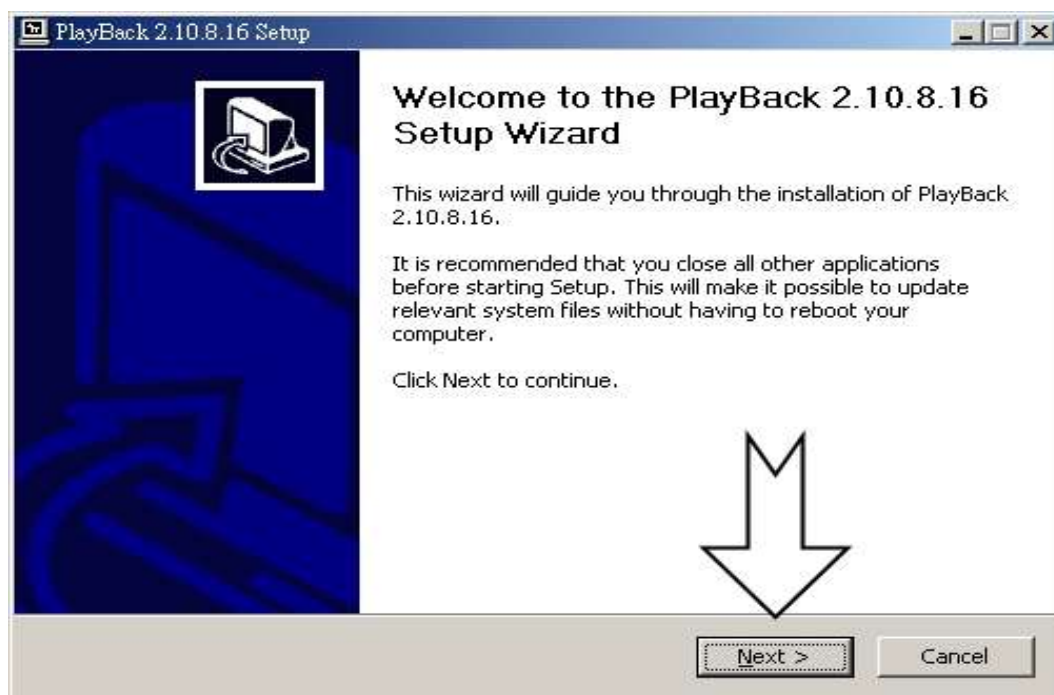 PlayBack 2.10.8.16 Setup
Welcome to the PlayBack 2.10.8.16
Setup Wizard
This wizard will guide you through the installation of PlayBack
2.10.8.16.
It is recommended that you close all other applications
before starting Setup. This will make it possible to update
relevant system files without having to reboot your
computer.
Click Next to continue.
Next >
Cancel